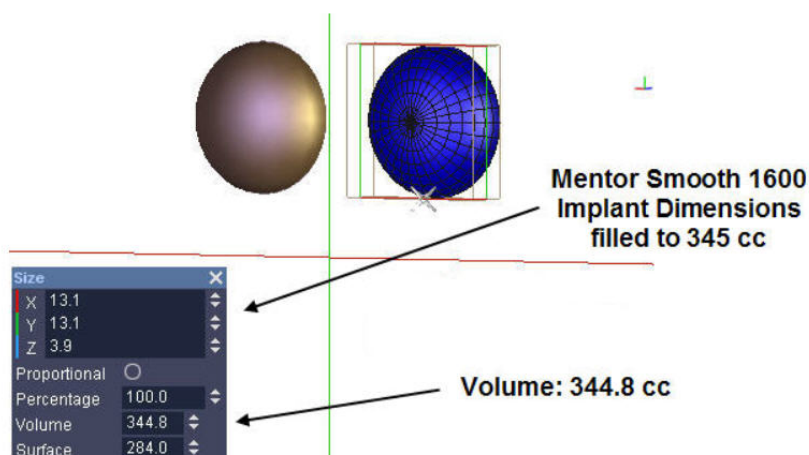 Mentor Smooth 1600
Implant Dimensions
filled to 345 cc
Size
X 13.1
Y 13.1
Z 3.9
Proportional
Percentage 100.0
Volume 344.8
Surface 284.0
Volume: 344.8 cc